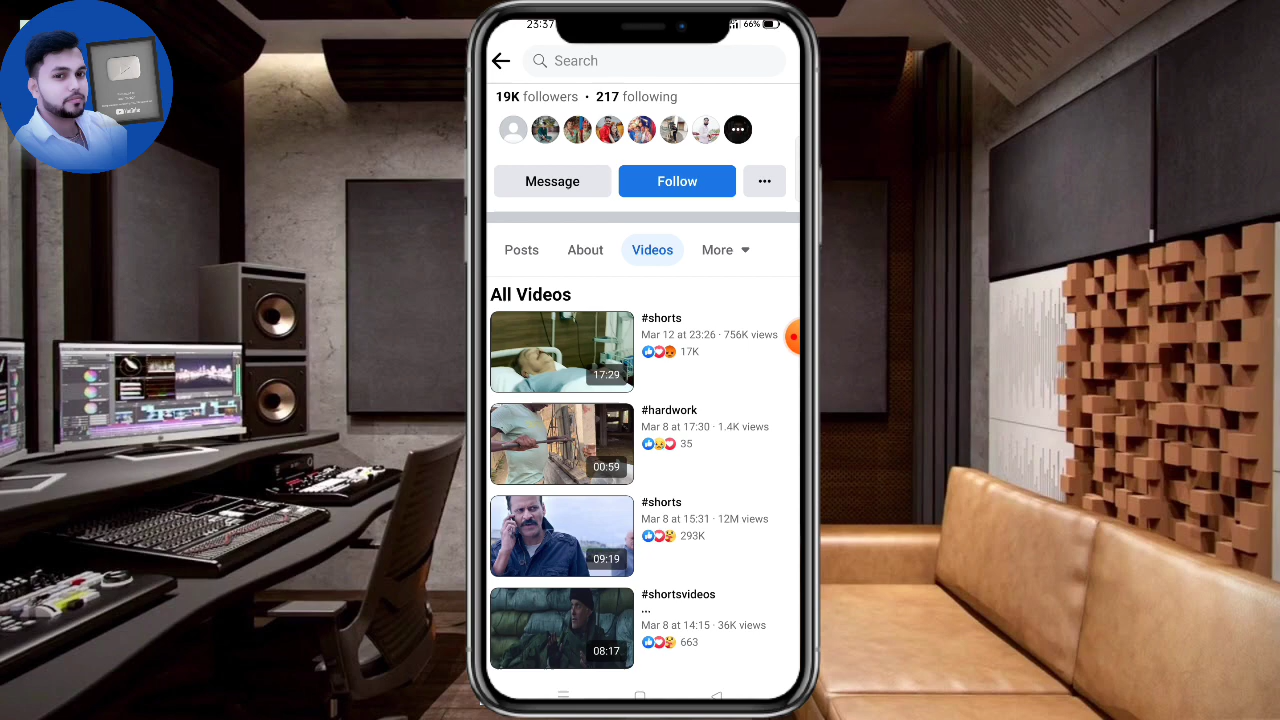 23:37
66%
Search
19K followers · 217 following
Message
Follow
Posts
About
Videos
More
All Videos
#shorts
Mar 12 at 23:26 · 756K views
17K
17:29
#hardwork
Mar 8 at 17:30 · 1.4K views
35
00:59
#shorts
Mar 8 at 15:31 · 12M views
293K
09:19
#shortsvideos
...
Mar 8 at 14:15 · 36K views
663
08:17
YouTube